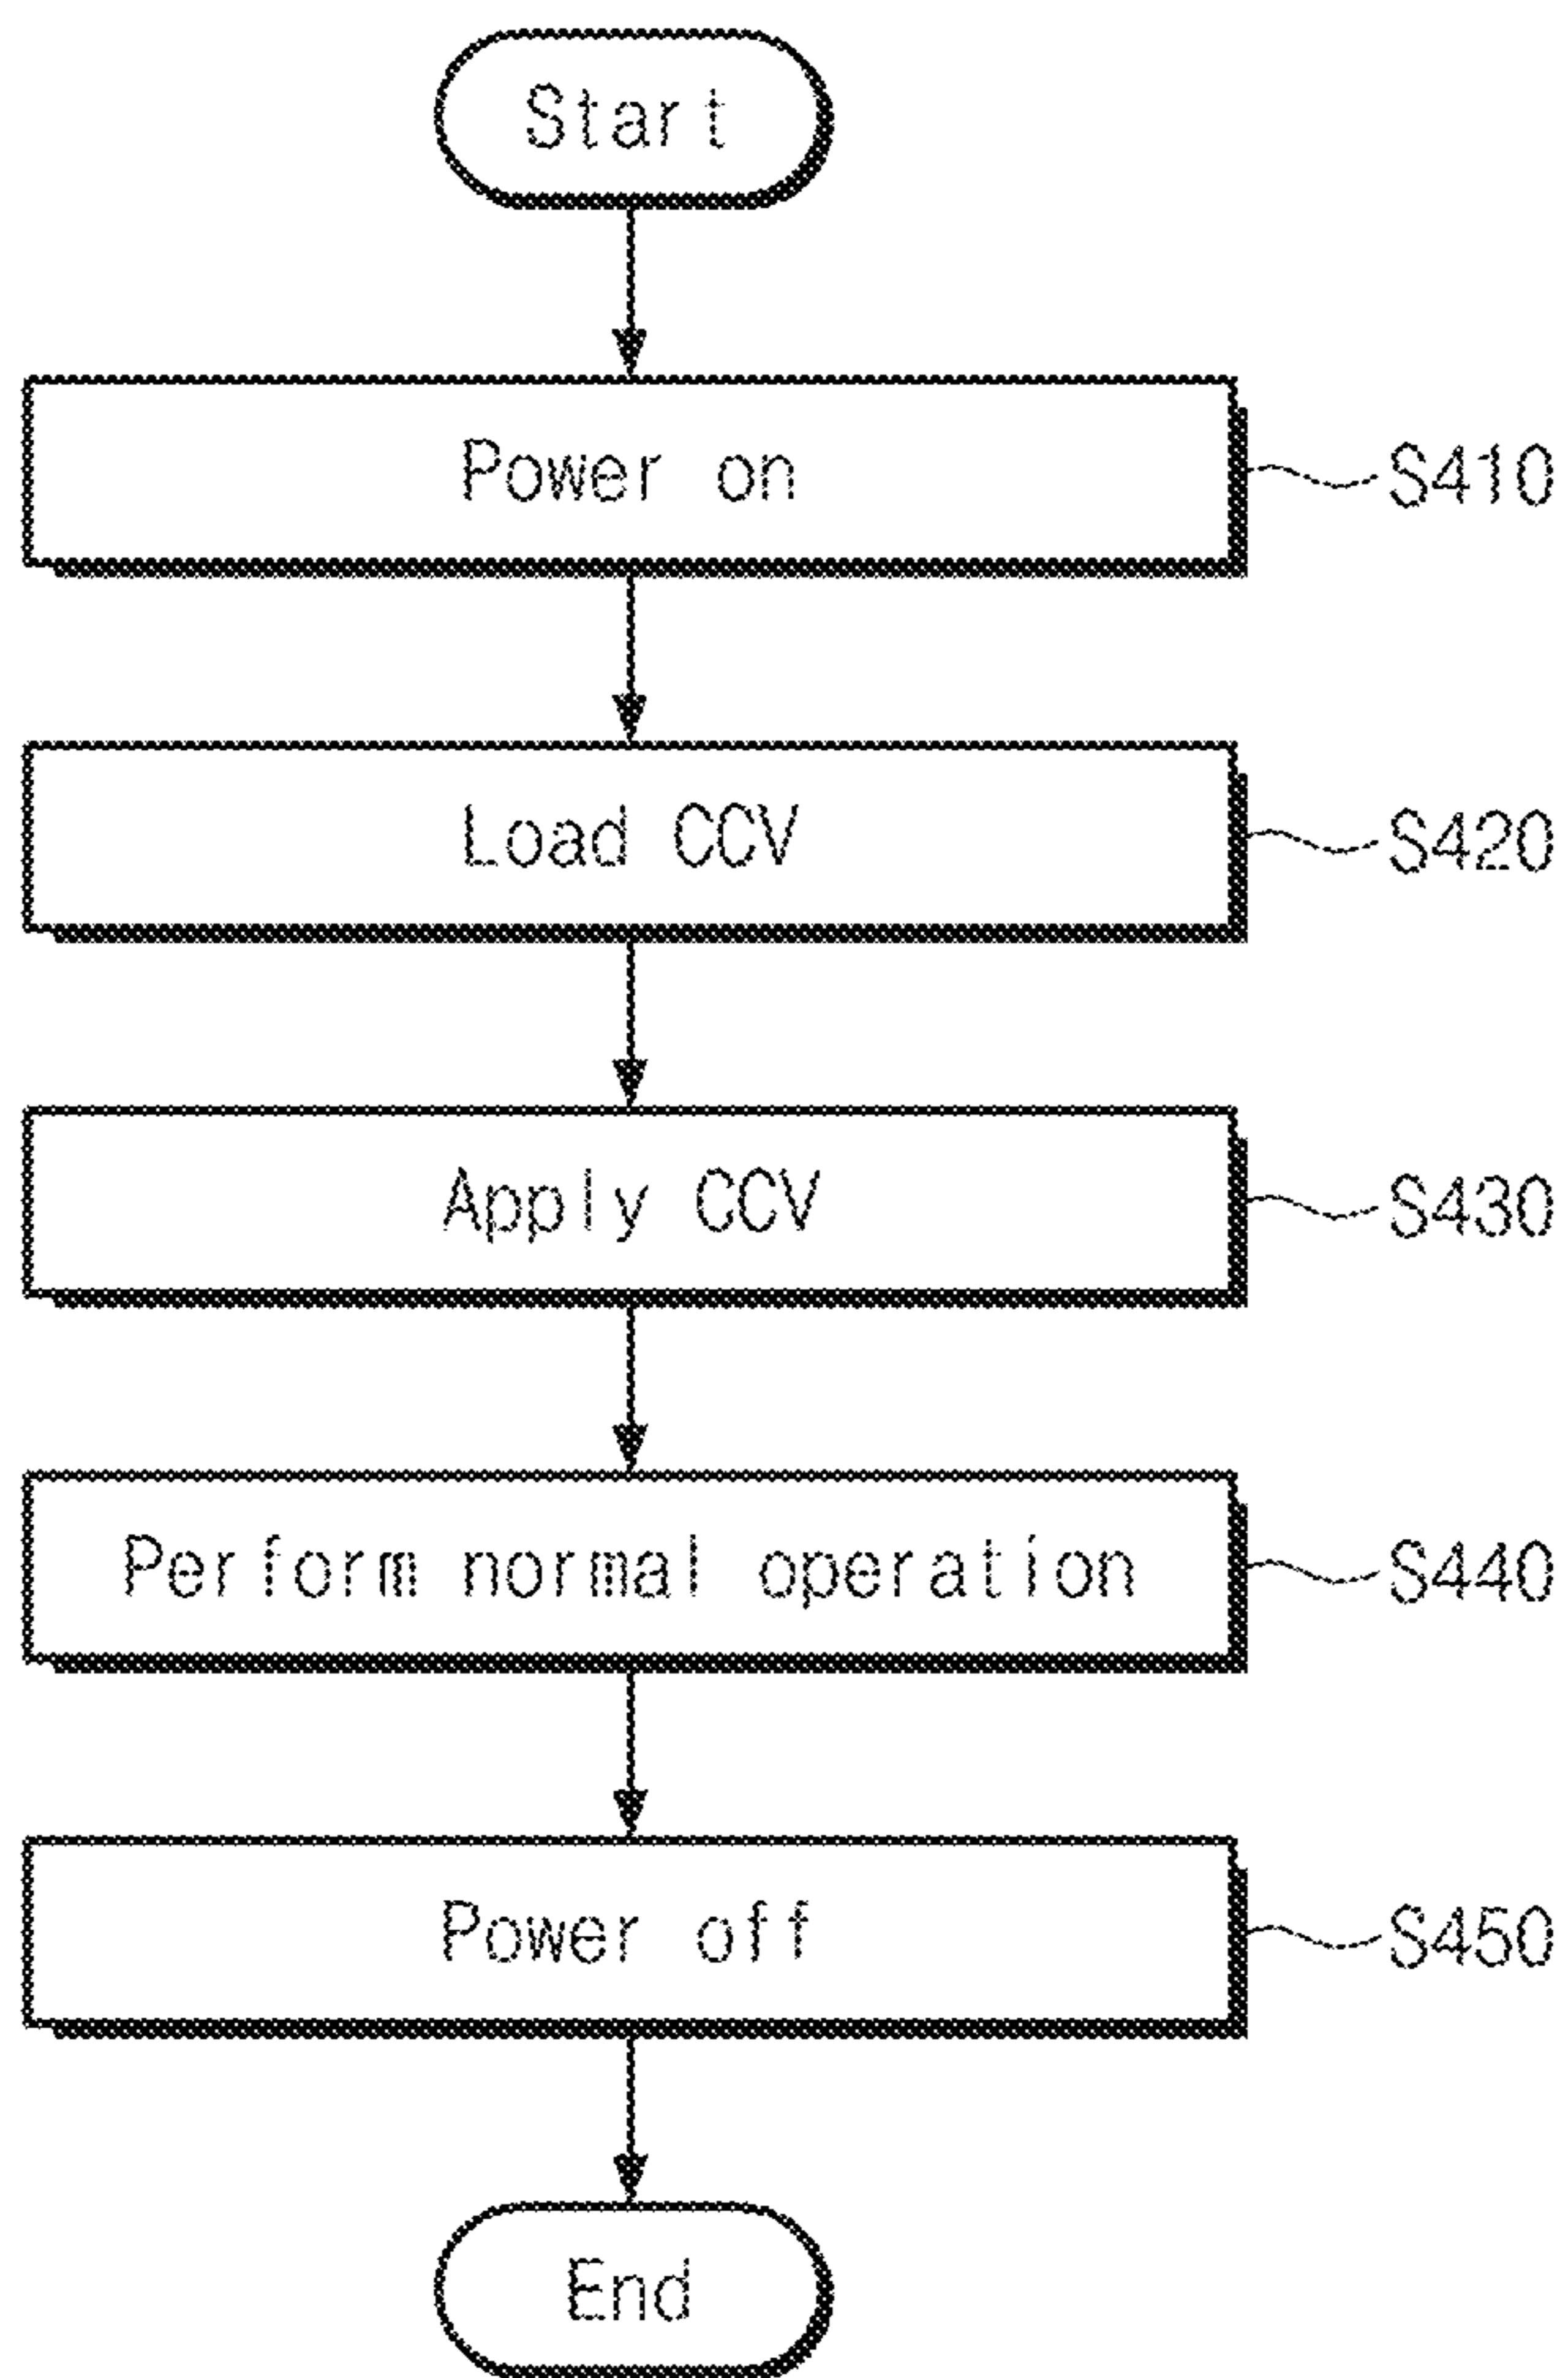 Start
Power on
S410
Load CCV
S420
Apply CCV
S430
Perform normal operation
S440
Power off
S450
End